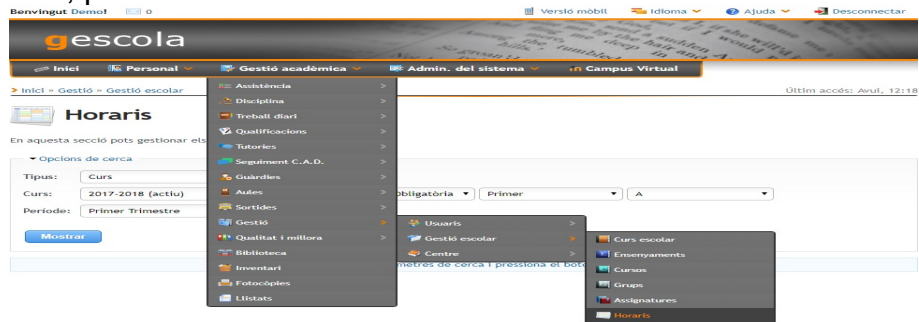 Benvingut Demo! 0 Versió mòbil Idioma Ajuda Desconnectar
gescola
Inici Personal Gestió acadèmica Admin. del sistema Campus Virtual
> Inici » Gestió » Gestió escolar Últim accés: Avui, 12:18
Horaris
En aquesta secció pots gestionar els
Opcions de cerca
Tipus: Curs
Curs: 2017-2018 (actiu) Obligatòria Primer A
Període: Primer Trimestre
Mostrar
metres de cerca i pressiona el botó
Assistència >
Disciplina >
Treball diari >
Qualificacions >
Tutories >
Seguiment C.A.D. >
Guàrdies >
Aules >
Sortides >
Gestió >
Qualitat i millora >
Biblioteca
Inventari
Fotocòpies
Llistats
Usuaris >
Gestió escolar >
Centre >
Curs escolar
Ensenyaments
Cursos
Grups
Assignatures
Horaris